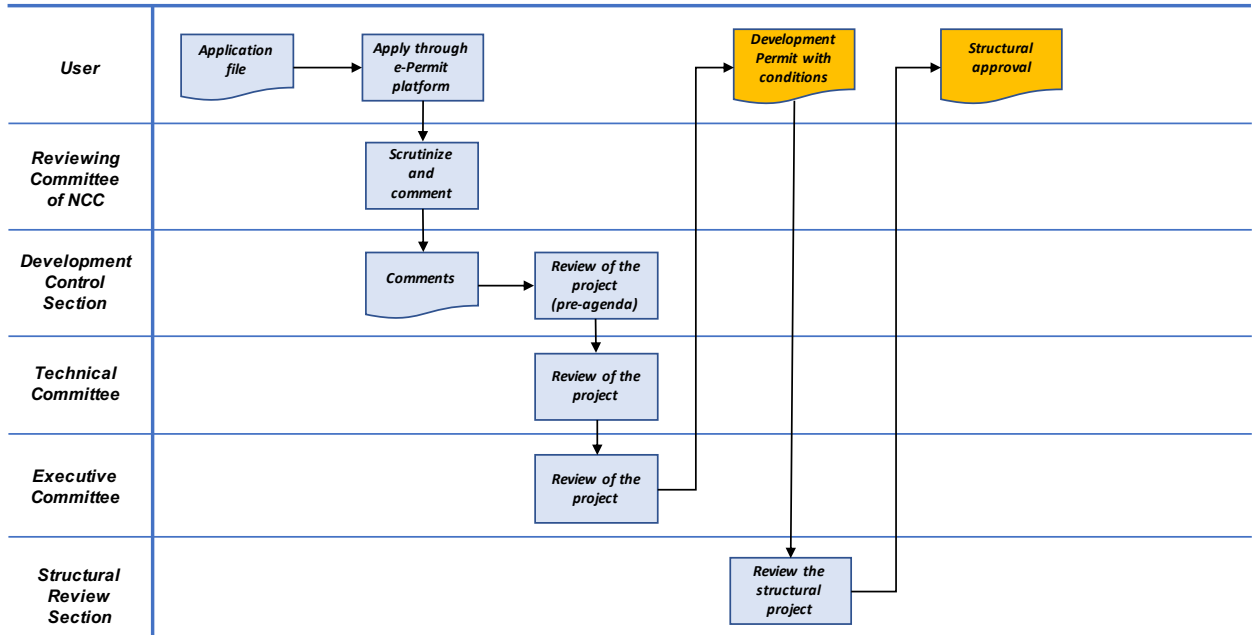 User
Application
file
Apply through
e-Permit
platform
Development
Permit with
conditions
Structural
approval
Reviewing
Committee
of NCC
Scrutinize
and
comment
Development
Control
Section
Comments
Review of the
project
(pre-agenda)
Technical
Committee
Review of the
project
Executive
Committee
Review of the
project
Structural
Review
Section
Review the
structural
project